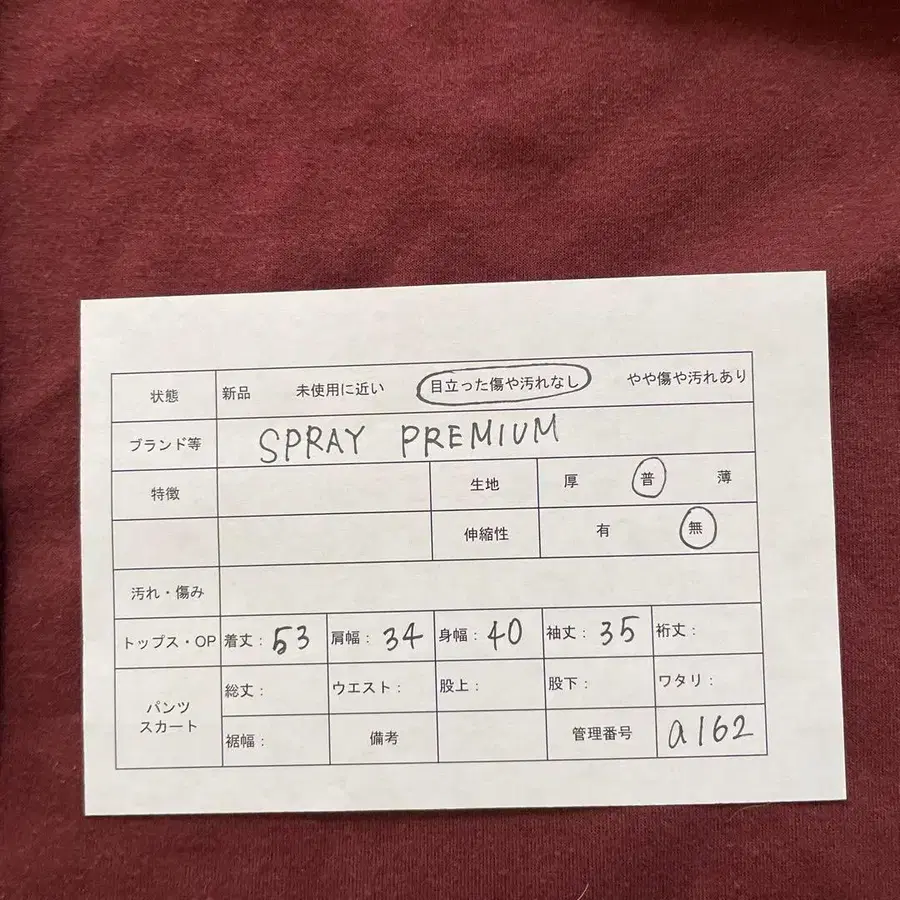 状態 新品 未使用に近い 目立った傷や汚れなし やや傷や汚れあり
ブランド等 SPRAY PREMIUM
特徴 生地 厚 普 薄
伸縮性 有 無
汚れ・傷み
トップス・OP 着丈: 53 肩幅: 34 身幅: 40 袖丈: 35 裄丈:
パンツ スカート 総丈: ウエスト: 股上: 股下: ワタリ:
裾幅: 備考 管理番号 a162